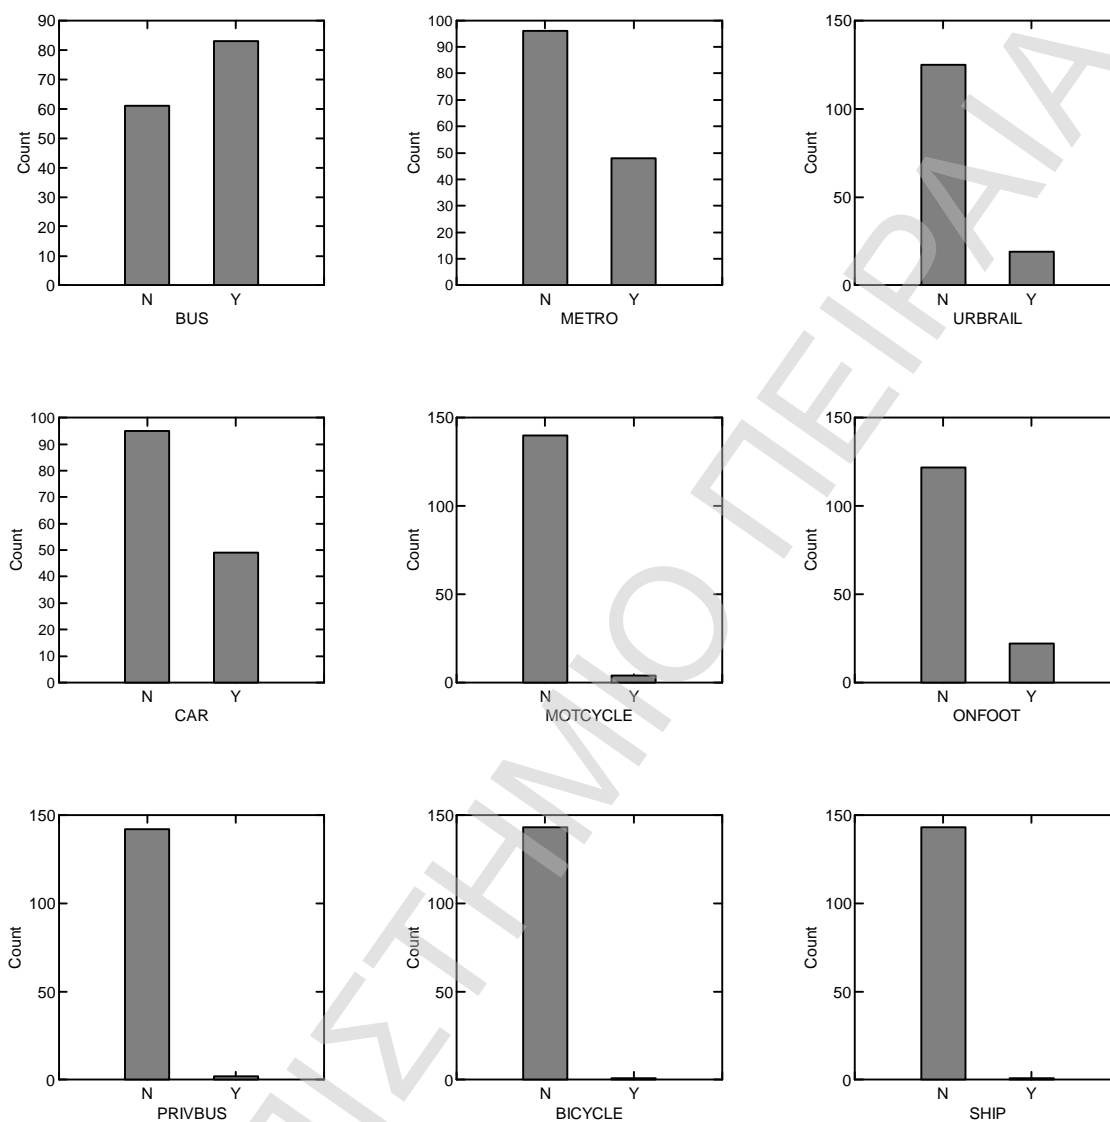 90
80
70
60
50
40
30
20
10
0
Count
N Y
BUS
100
90
80
70
60
50
40
30
20
10
0
Count
N Y
METRO
150
100
50
0
Count
N Y
URBRAIL
100
90
80
70
60
50
40
30
20
10
0
Count
N Y
CAR
150
100
50
0
Count
N Y
MOTCYCLE
150
100
50
0
Count
N Y
ONFOOT
150
100
50
0
Count
N Y
PRIVBUS
150
100
50
0
Count
N Y
BICYCLE
150
100
50
0
Count
N Y
SHIP
ΠΙΣΤΗΜΙΟ ΠΕΙΡΑΙΑ